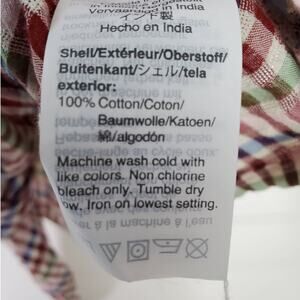 インド製
Hecho en India
Shell/Extérieur/Oberstoff/
Buitenkant/シェル/tela
exterior:
100% Cotton/Coton/
Baumwolle/Katoen/
綿/algodón
Machine wash cold with
like colors. Non chlorine
bleach only. Tumble dry
low. Iron on lowest setting.